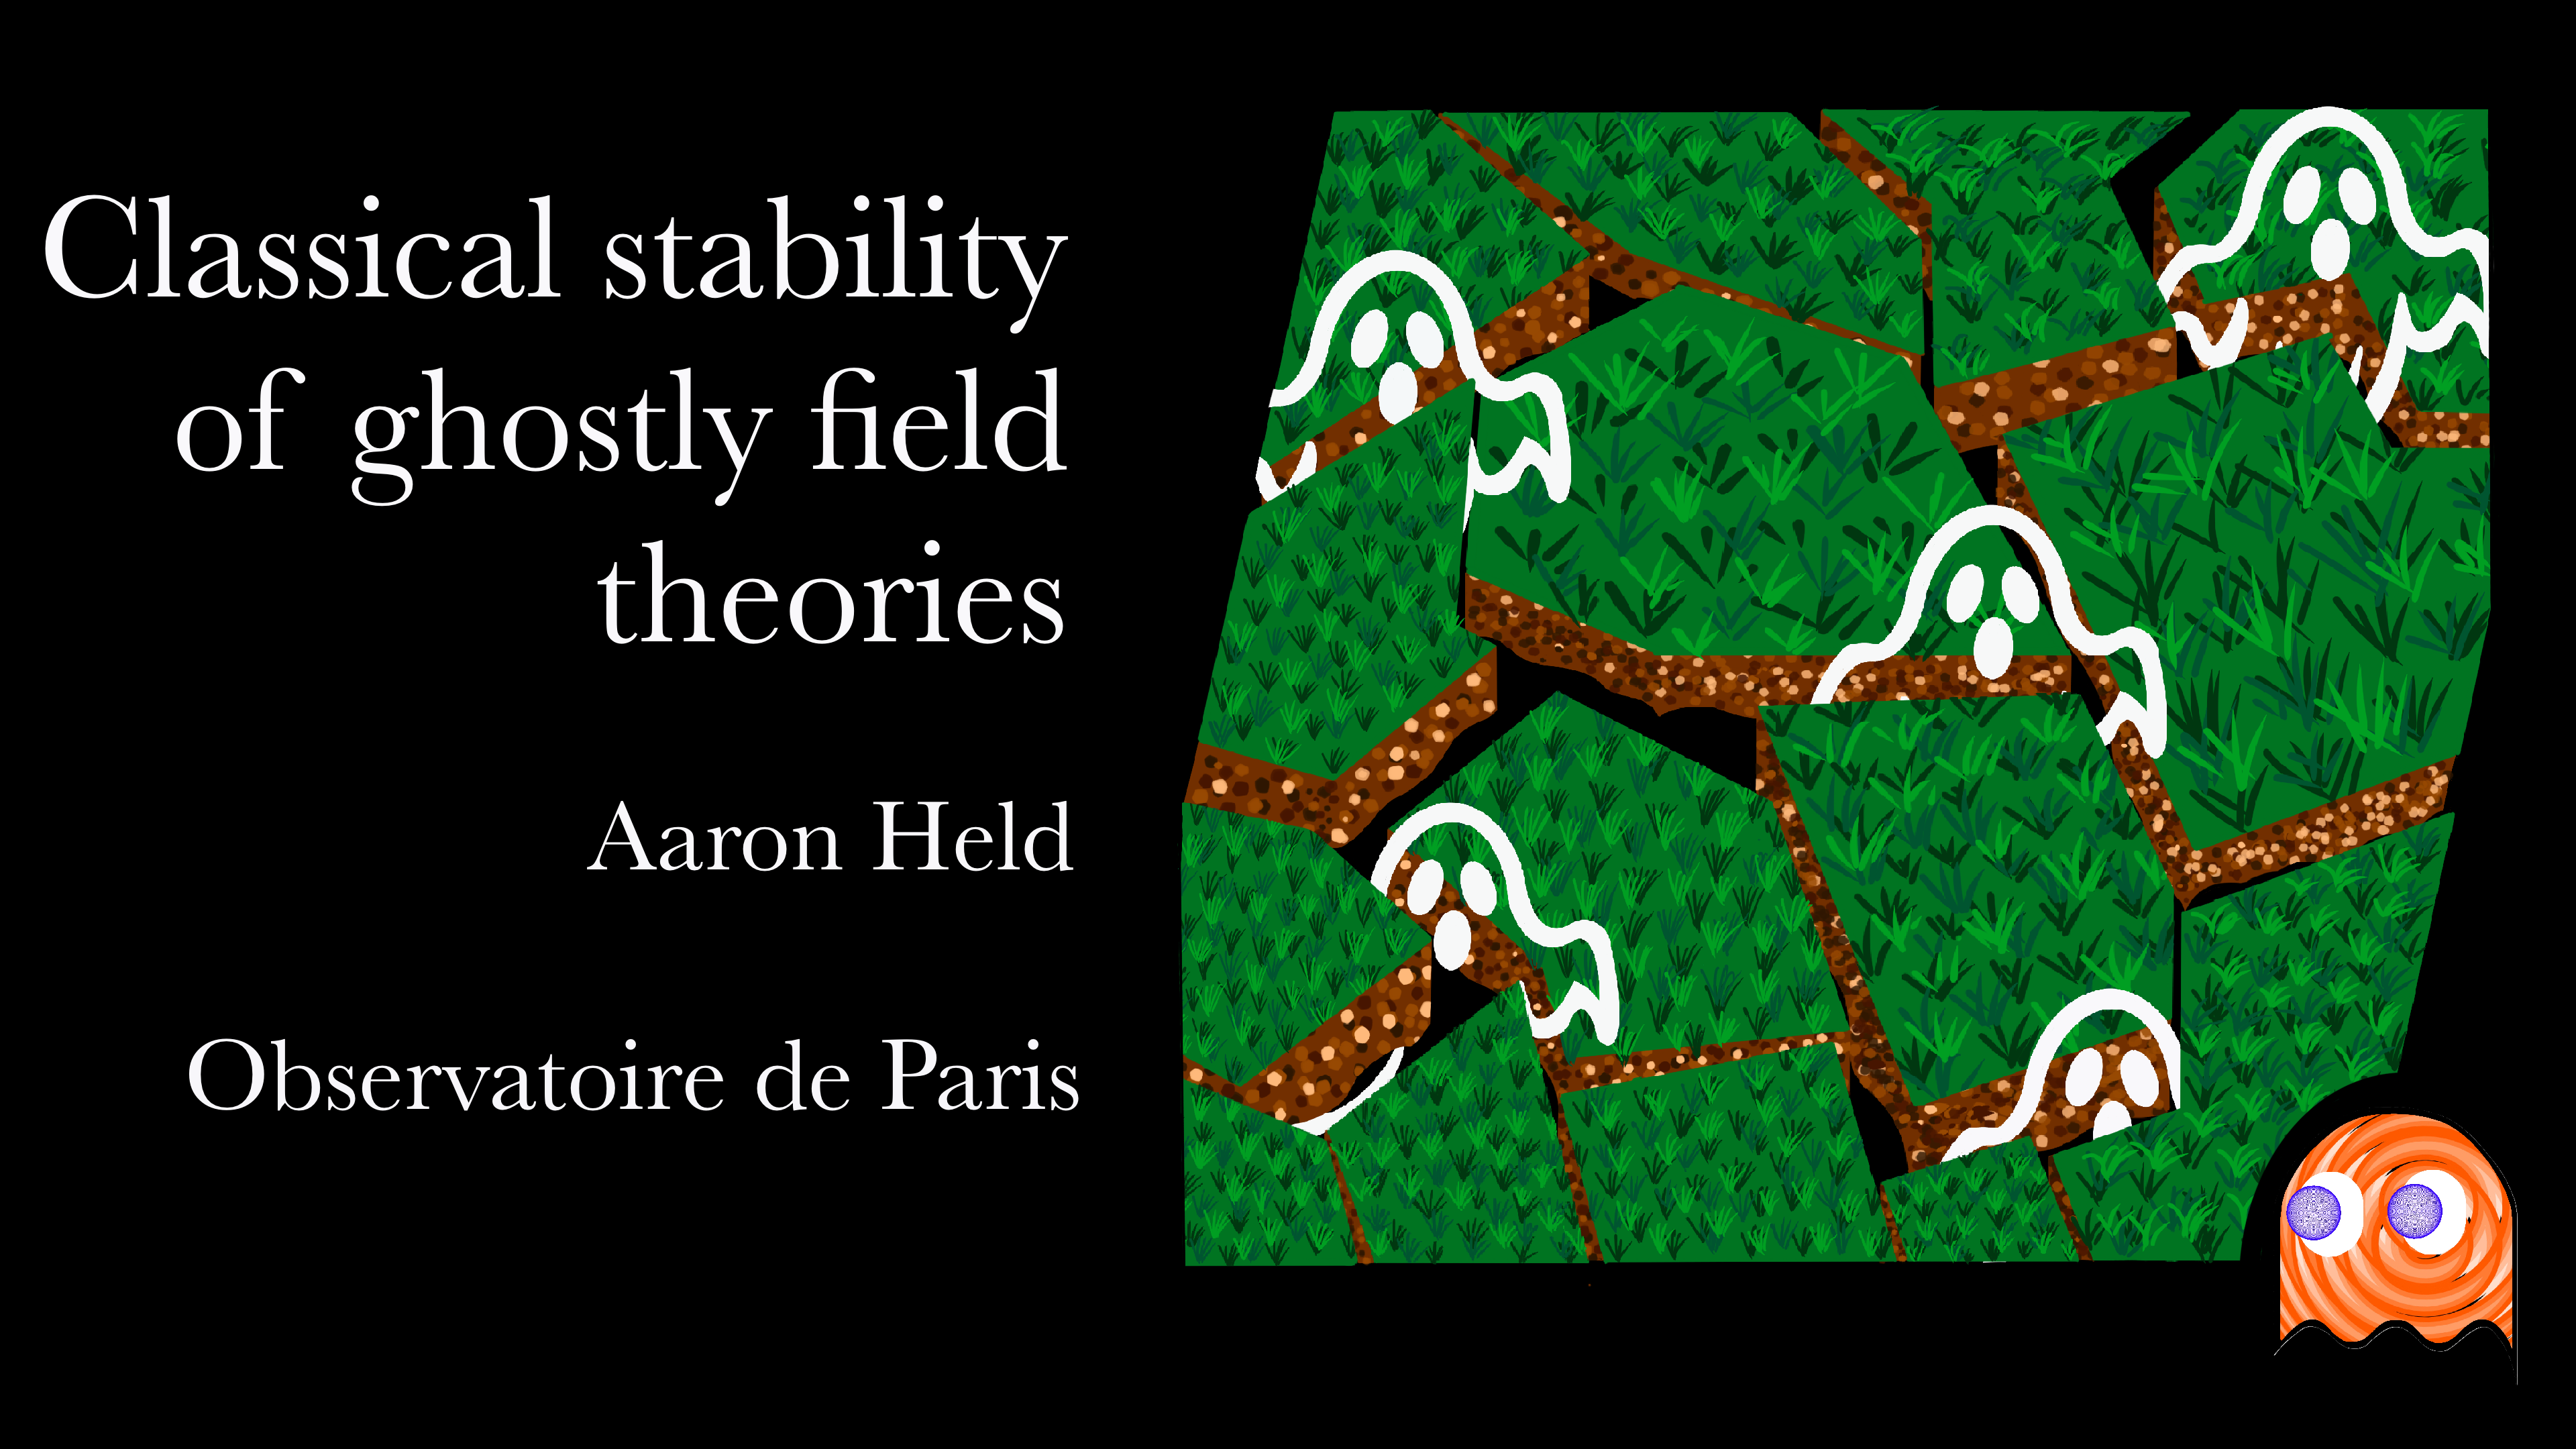 Classical stability
of ghostly field
theories
Aaron Held
Observatoire de Paris